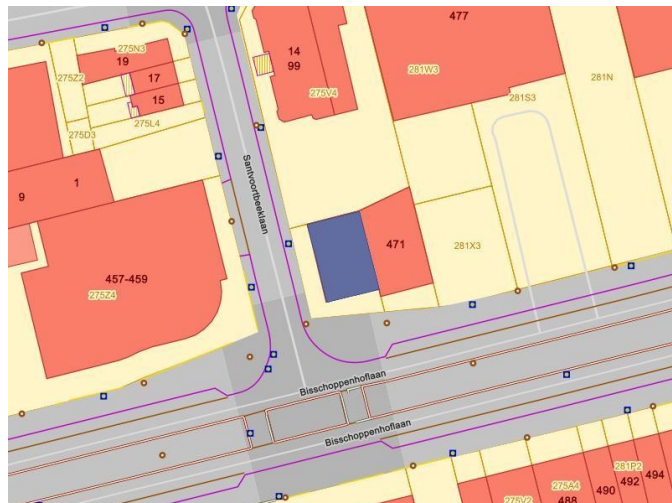 477
275N3
19
14
99
275Z2
17
281W3
281N
15
275V4
281S3
275L4
275D3
Santvoortbeeklaan
1
9
471
281X3
457-459
275Z4
Bisschoppenhoflaan
Bisschoppenhoflaan
281P2
494
492
275A4
490
275V2
488